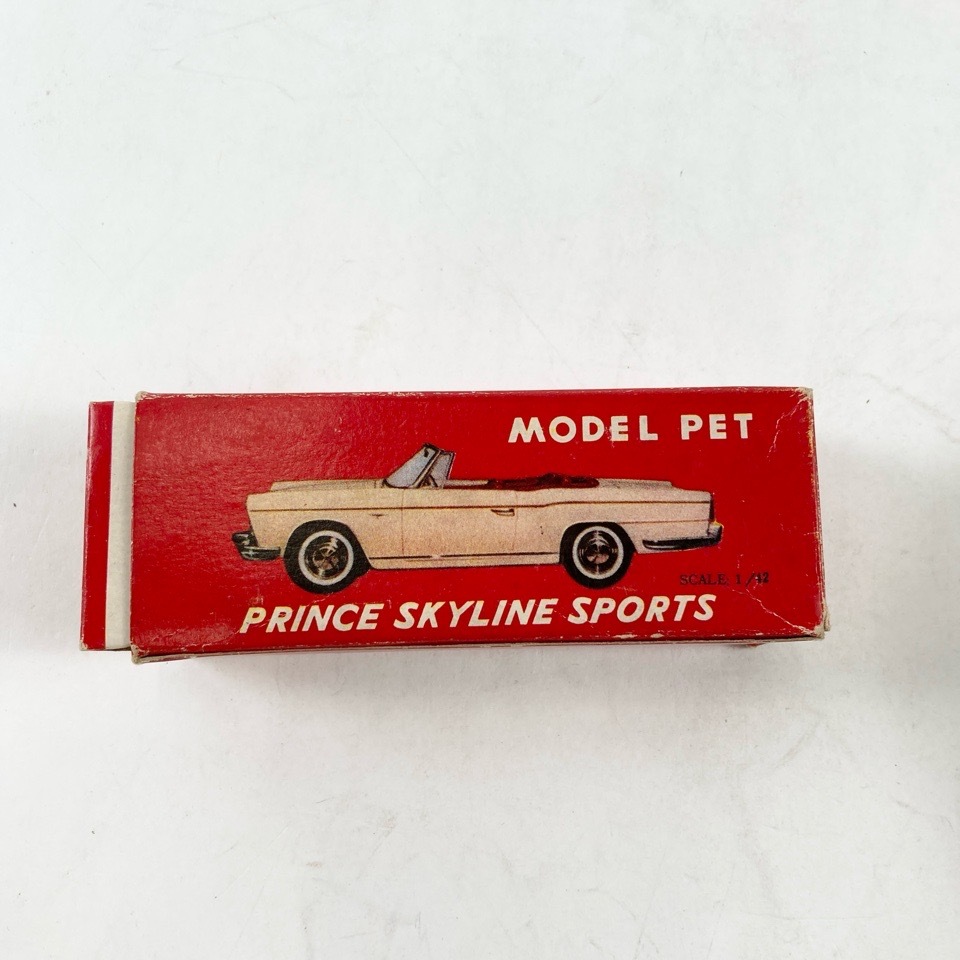 MODEL PET
SCALE 1/42
PRINCE SKYLINE SPORTS